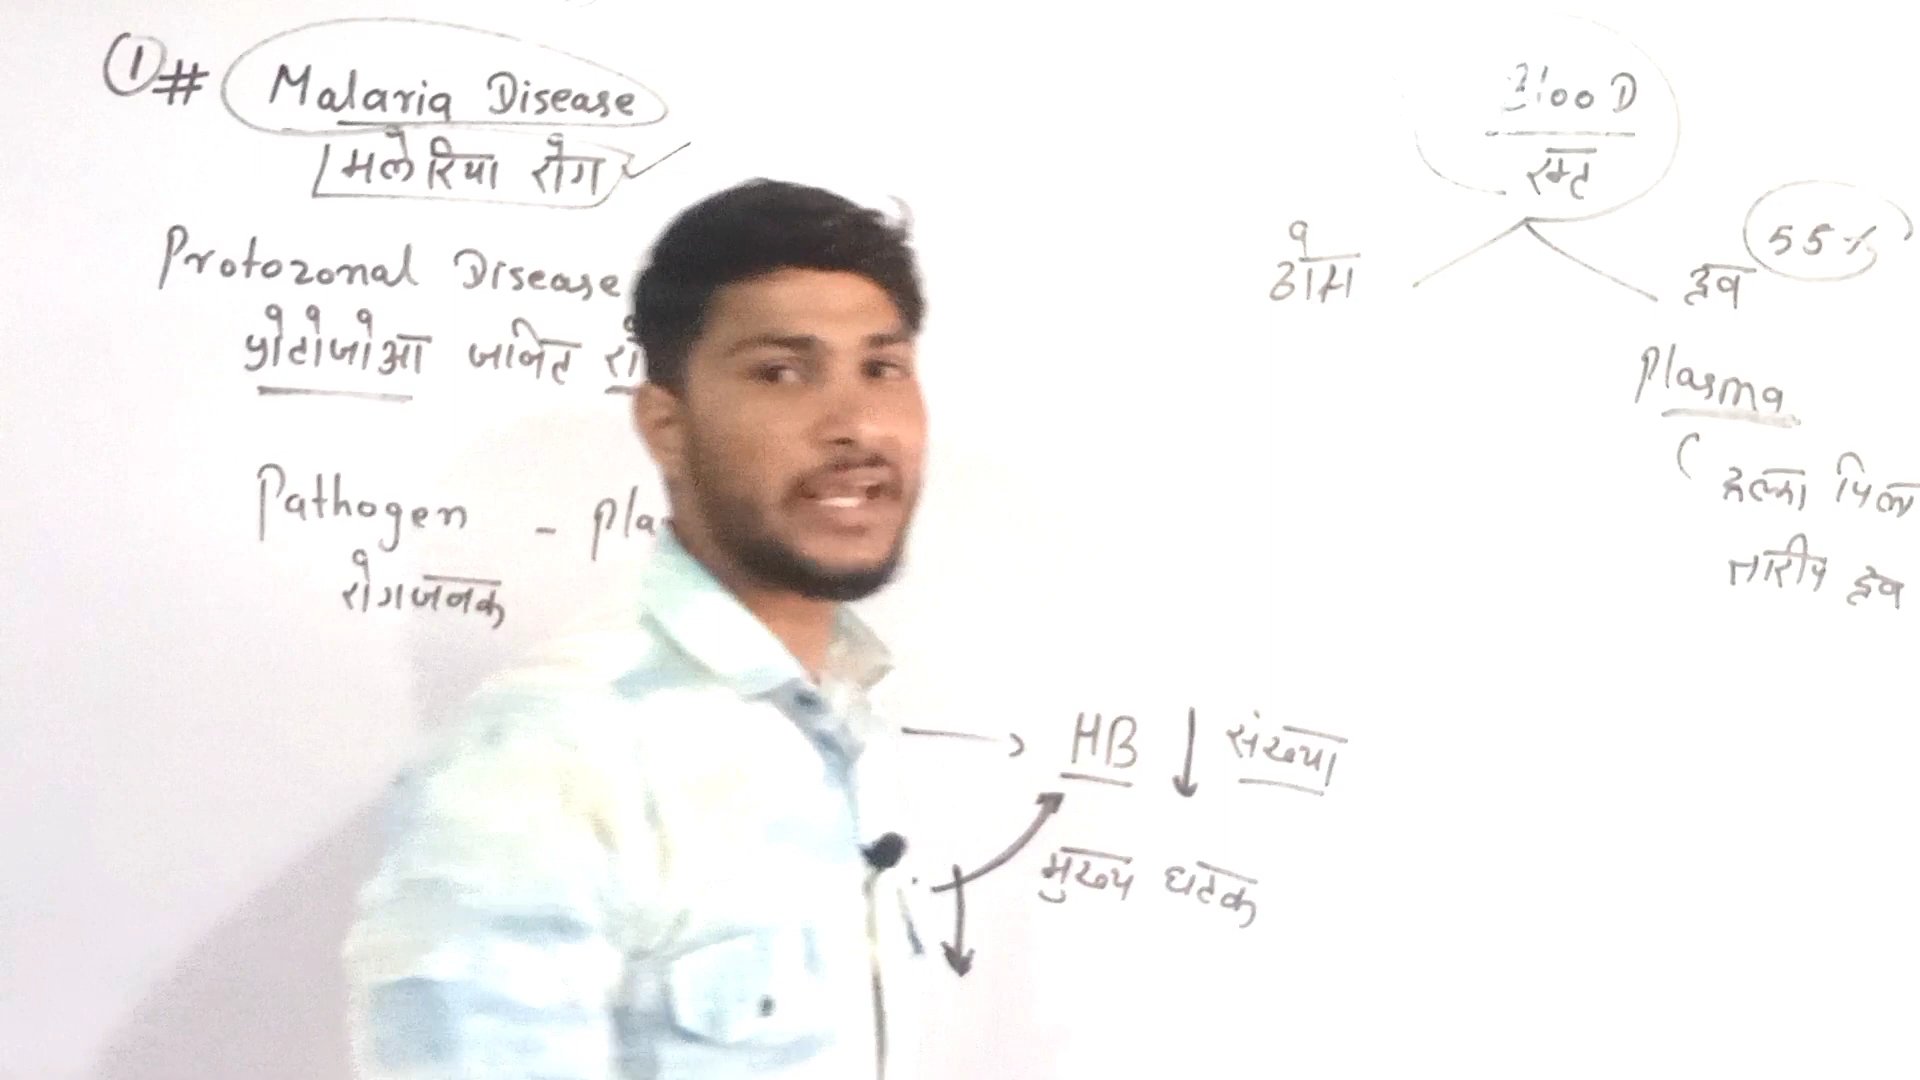 ① # Malaria Disease
मलेरिया रोग
Protozonal Disease
प्रोटोजोआ जनित रो
Pathogen - Pla
रोगजनक
BlooD
रक्त
ठोस
द्रव
55%
Plasma
( हल्का पिला
द्रव
HB ↓ संख्या
मुख्य घटक